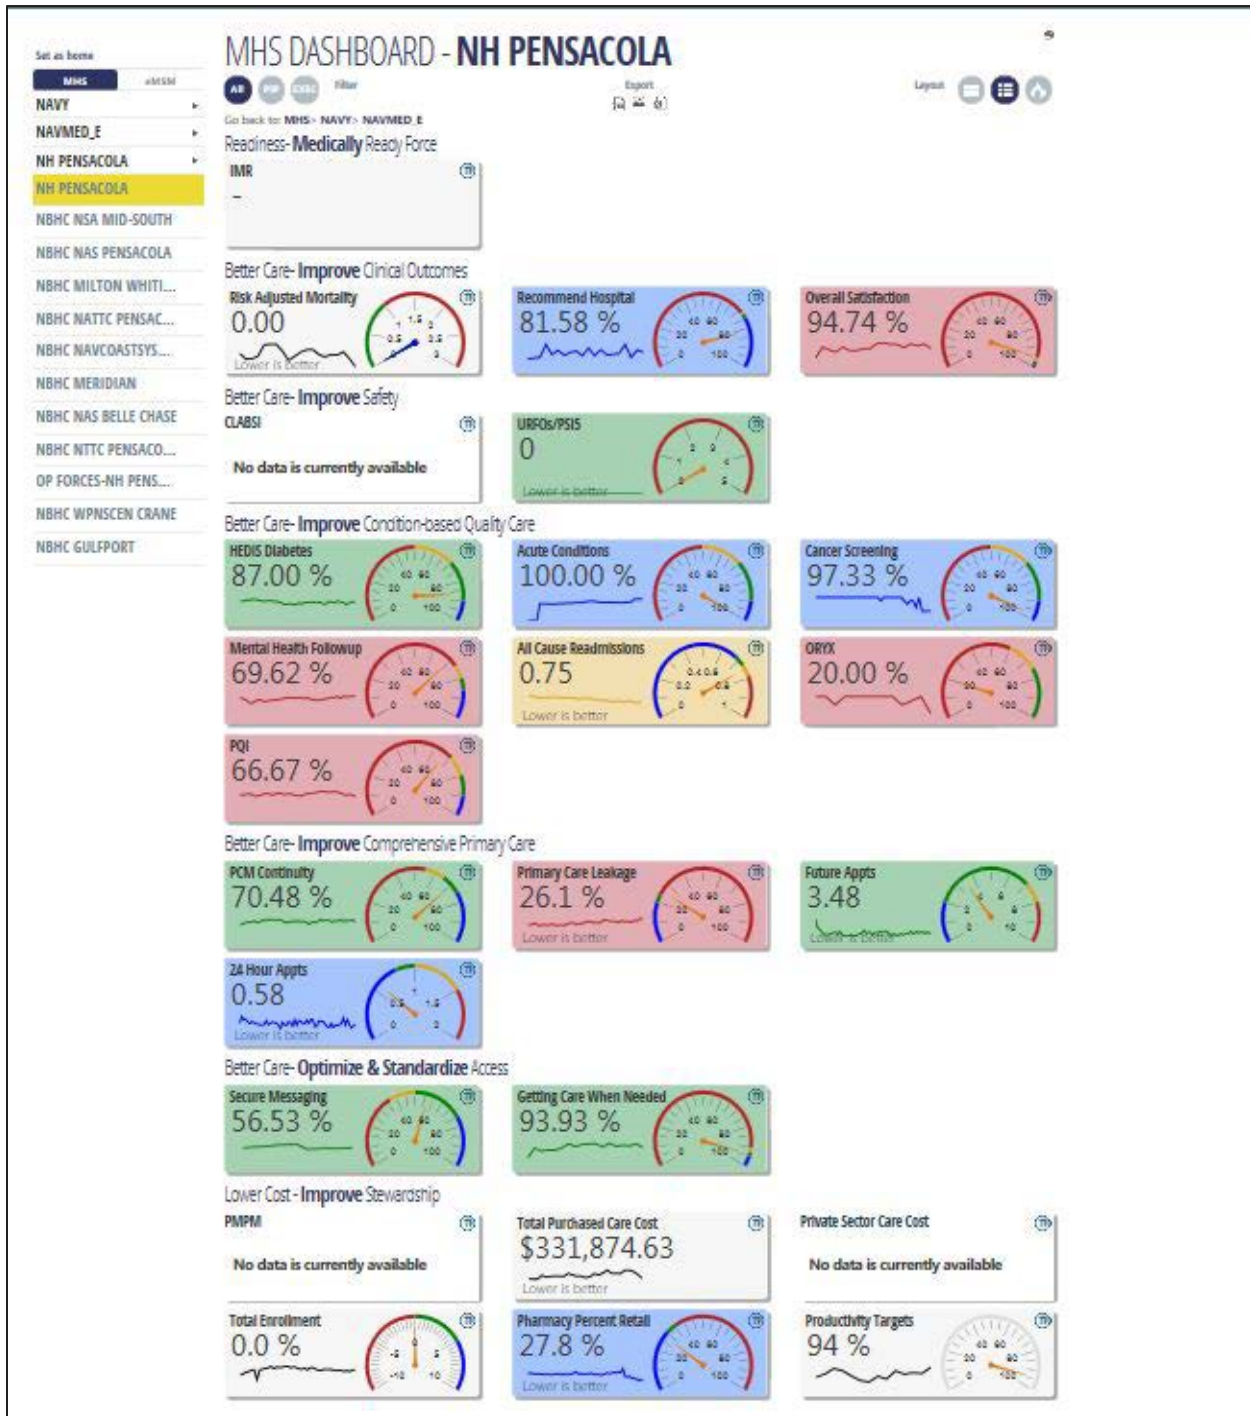 MHS DASHBOARD - NH PENSACOLA
Set as home
MHS eMSM
NAVY
NAVMED_E
NH PENSACOLA
NH PENSACOLA
NBHC NSA MID-SOUTH
NBHC NAS PENSACOLA
NBHC MILTON WHITI...
NBHC NATTC PENSAC...
NBHC NAVCOASTSYS...
NBHC MERIDIAN
NBHC NAS BELLE CHASE
NBHC NTTC PENSACO...
OP FORCES-NH PENS...
NBHC WPNSCEN CRANE
NBHC GULFPORT
All P4I EXEC Filter
Export
Layout
Go back to: MHS> NAVY> NAVMED_E
Readiness- Medically Ready Force
IMR
–
Better Care- Improve Clinical Outcomes
Risk Adjusted Mortality
0.00
Lower is better
Recommend Hospital
81.58 %
Overall Satisfaction
94.74 %
Better Care- Improve Safety
CLABSI
No data is currently available
URFOs/PSI5
0
Lower is better
Better Care- Improve Condition-based Quality Care
HEDIS Diabetes
87.00 %
Acute Conditions
100.00 %
Cancer Screening
97.33 %
Mental Health Followup
69.62 %
All Cause Readmissions
0.75
Lower is better
ORYX
20.00 %
PQI
66.67 %
Better Care- Improve Comprehensive Primary Care
PCM Continuity
70.48 %
Primary Care Leakage
26.1 %
Lower is better
Future Appts
3.48
Lower is better
24 Hour Appts
0.58
Lower is better
Better Care- Optimize & Standardize Access
Secure Messaging
56.53 %
Getting Care When Needed
93.93 %
Lower Cost - Improve Stewardship
PMPM
No data is currently available
Total Purchased Care Cost
$331,874.63
Lower is better
Private Sector Care Cost
No data is currently available
Total Enrollment
0.0 %
Pharmacy Percent Retail
27.8 %
Lower is better
Productivity Targets
94 %